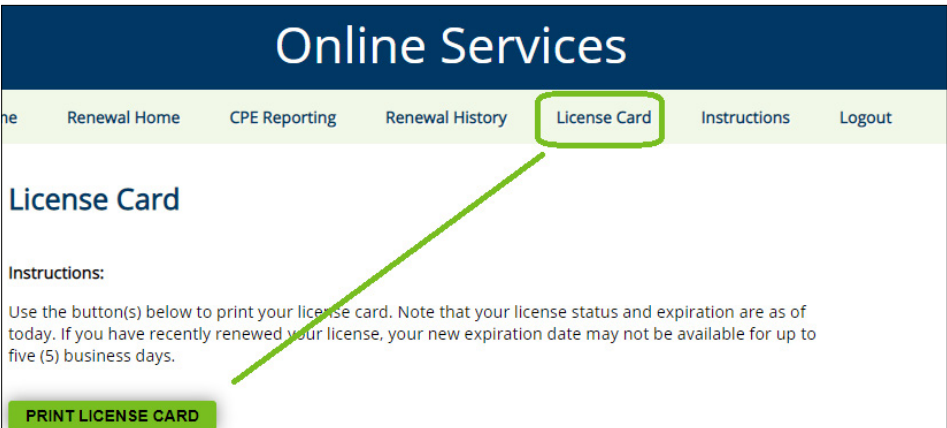 Online Services
Renewal Home CPE Reporting Renewal History License Card Instructions Logout
License Card
Instructions:
Use the button(s) below to print your license card. Note that your license status and expiration are as of
today. If you have recently renewed your license, your new expiration date may not be available for up to
five (5) business days.
PRINT LICENSE CARD